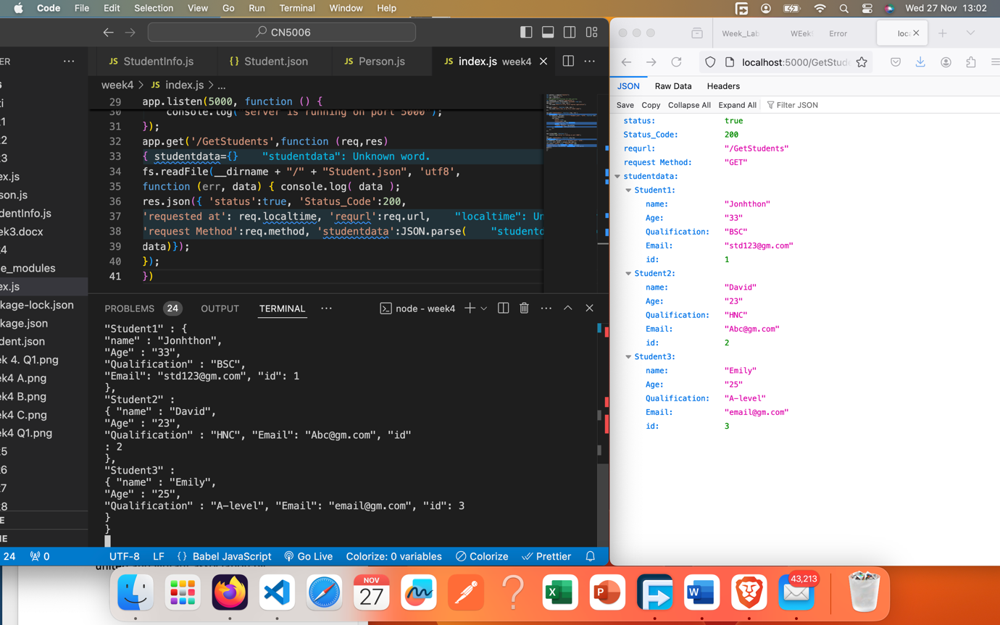 Code File Edit Selection View Go Run Terminal Window Help
Wed 27 Nov 13:02
CN5006
Week_Lab
Error
localhost:5000/GetStude
ER
JS StudentInfo.js
{} Student.json
JS Person.js
JS index.js week4
week4 > JS index.js > ...
29 app.listen(5000, function () {
30 console.log( server is running on port 5000 );
31 });
32 app.get('/GetStudents',function (req,res)
33 { studentdata={} "studentdata": Unknown word.
34 fs.readFile(__dirname + "/" + "Student.json", 'utf8',
35 function (err, data) { console.log( data );
36 res.json({ 'status':true, 'Status_Code':200,
37 'requested at': req.localtime, 'requrl':req.url, "localtime": Un
38 'request Method':req.method, 'studentdata':JSON.parse( "studentd
39 data)});
40 });
41 })
1
2
3
ex.js
son.js
dentInfo.js
ek3.docx
4
e_modules
ex.js
kage-lock.json
kage.json
dent.json
ek 4. Q1.png
ek4 A.png
ek4 B.png
ek4 C.png
ek4 Q1.png
5
6
7
8
E
NE
PROBLEMS 24 OUTPUT TERMINAL
node - week4
"Student1" : {
"name" : "Jonhthon",
"Age" : "33",
"Qualification" : "BSC",
"Email": "std123@gm.com", "id": 1
},
"Student2" :
{ "name" : "David",
"Age" : "23",
"Qualification" : "HNC", "Email": "Abc@gm.com", "id"
: 2
},
"Student3" :
{ "name" : "Emily",
"Age" : "25",
"Qualification" : "A-level", "Email": "email@gm.com", "id": 3
}
}
24 0 UTF-8 LF {} Babel JavaScript Go Live Colorize: 0 variables Colorize Prettier
JSON Raw Data Headers
Save Copy Collapse All Expand All Filter JSON
status: true
Status_Code: 200
requrl: "/GetStudents"
request Method: "GET"
studentdata:
Student1:
name: "Jonhthon"
Age: "33"
Qualification: "BSC"
Email: "std123@gm.com"
id: 1
Student2:
name: "David"
Age: "23"
Qualification: "HNC"
Email: "Abc@gm.com"
id: 2
Student3:
name: "Emily"
Age: "25"
Qualification: "A-level"
Email: "email@gm.com"
id: 3
NOV
27
43,213